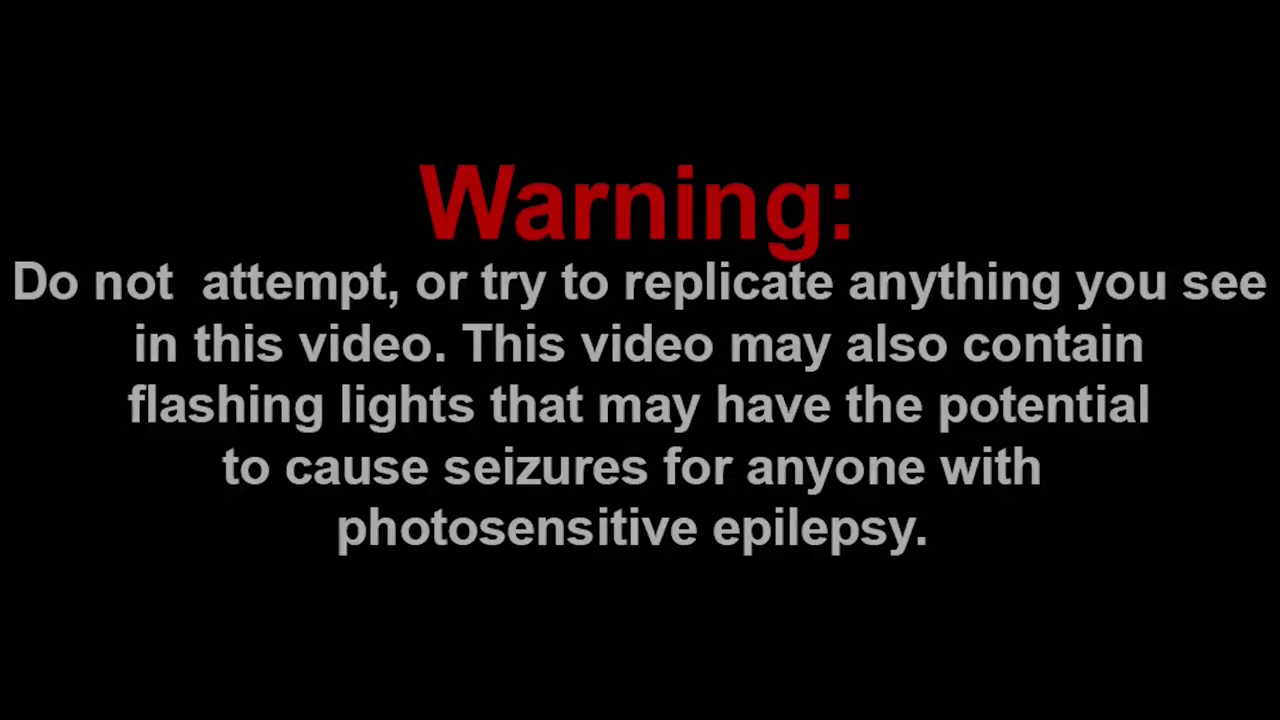 Warning:
Do not  attempt, or try to replicate anything you see
in this video. This video may also contain
flashing lights that may have the potential
to cause seizures for anyone with
photosensitive epilepsy.